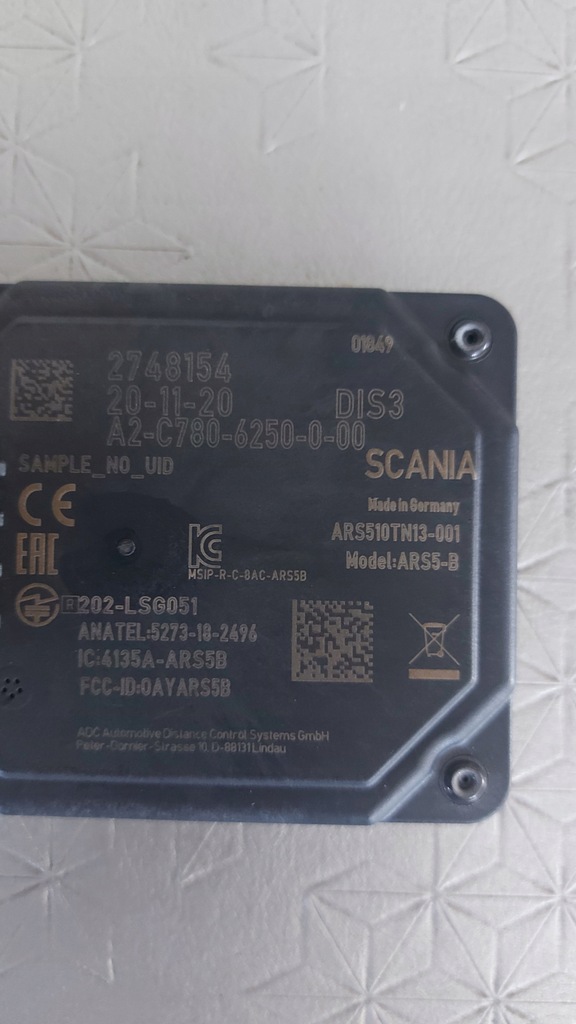 01849
2748154
20-11-20 DIS3
A2-C780-6250-0-00
SAMPLE_NO_UID SCANIA
CE Made in Germany
EAC ARS510TN13-001
KC Model:ARS5-B
MSIP-R-C-8AC-ARS5B
R 202-LSG051
ANATEL:5273-18-2496
IC:4135A-ARS5B
FCC-ID:OAYARS5B
ADC Automotive Distance Control Systems GmbH
Peter-Dornier-Strasse 10, D-88131 Lindau